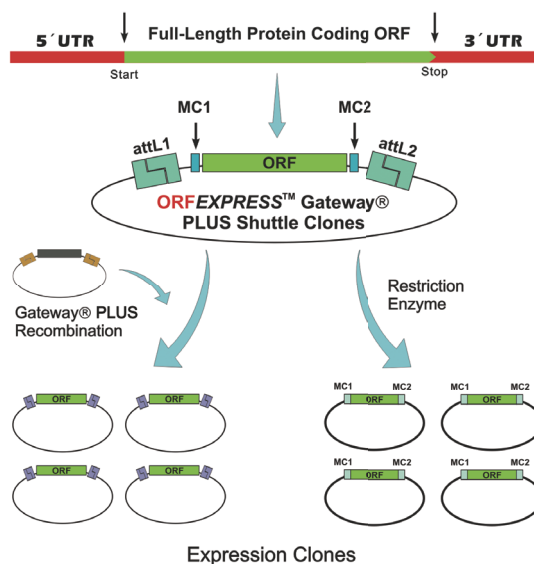 Full-Length Protein Coding ORF
5´UTR
3´UTR
Start
Stop
MC1
MC2
attL1
attL2
ORF
ORFEXPRESS™ Gateway®
PLUS Shuttle Clones
Gateway® PLUS
Recombination
Restriction
Enzyme
ORF
ORF
MC1
MC2
ORF
MC1
MC2
ORF
ORF
ORF
MC1
MC2
ORF
MC1
MC2
ORF
Expression Clones